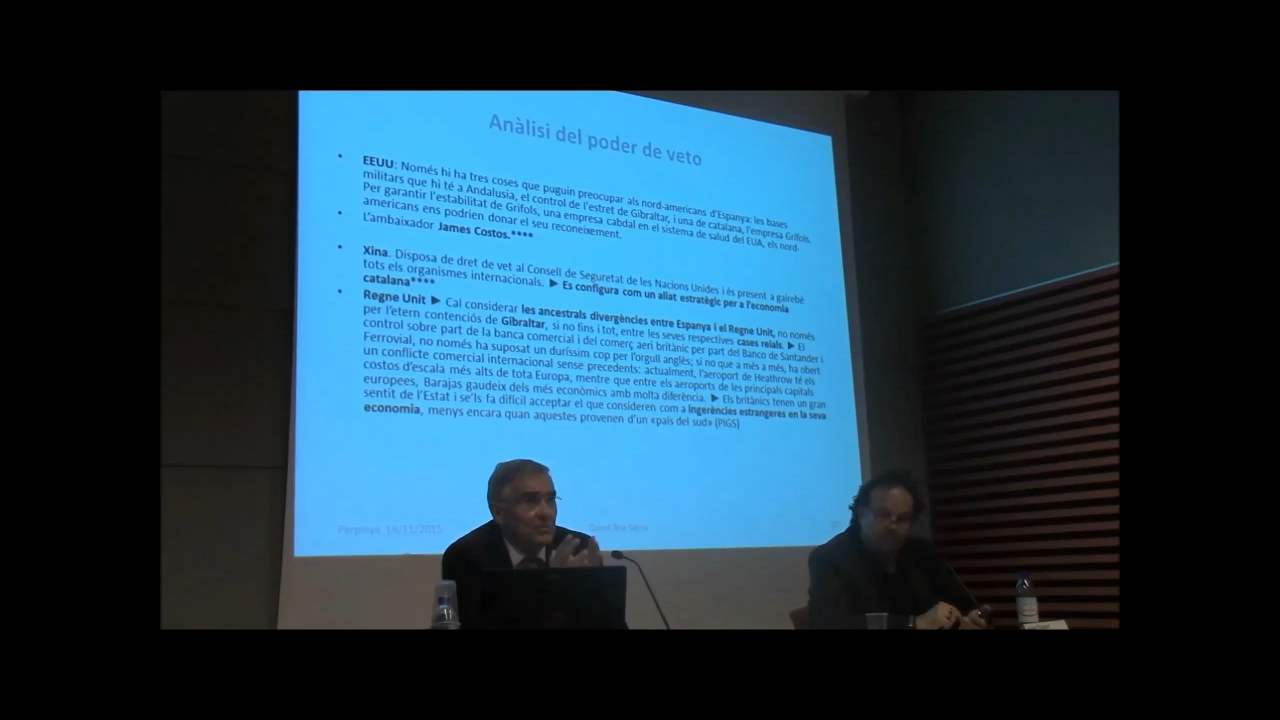 Anàlisi del poder de veto
• EEUU: Només hi ha tres coses que puguin preocupar als nord-americans d'Espanya: les bases
militars que hi té a Andalusia, el control de l'estret de Gibraltar, i una de catalana, l'empresa Grifols.
Per garantir l'estabilitat de Grifols, una empresa cabdal en el sistema de salud del EUA, els nord-
americans ens podrien donar el seu reconeixement.
• L'ambaixador James Costos.****
• Xina. Disposa de dret de vet al Consell de Seguretat de les Nacions Unides i és present a gairebé
tots els organismes internacionals. ► Es configura com un aliat estratègic per a l'economia
catalana****
• Regne Unit ► Cal considerar les ancestrals divergències entre Espanya i el Regne Unit, no només
per l'etern contenciós de Gibraltar, si no fins i tot, entre les seves respectives cases reials. ► El
control sobre part de la banca comercial i del comerç aeri britànic per part del Banco de Santander i
Ferrovial, no només ha suposat un duríssim cop per l'orgull anglès; si no que a més a més, ha obert
un conflicte comercial internacional sense precedents: actualment, l'aeroport de Heathrow té els
costos d'escala més alts de tota Europa, mentre que entre els aeroports de les principals capitals
europees, Barajas gaudeix dels més econòmics amb molta diferència. ► Els britànics tenen un gran
sentit de l'Estat i se'ls fa difícil acceptar el que consideren com a ingerències estrangeres en la seva
economia, menys encara quan aquestes provenen d'un «país del sud» (PIGS)
Perpinyà, 13/11/2015